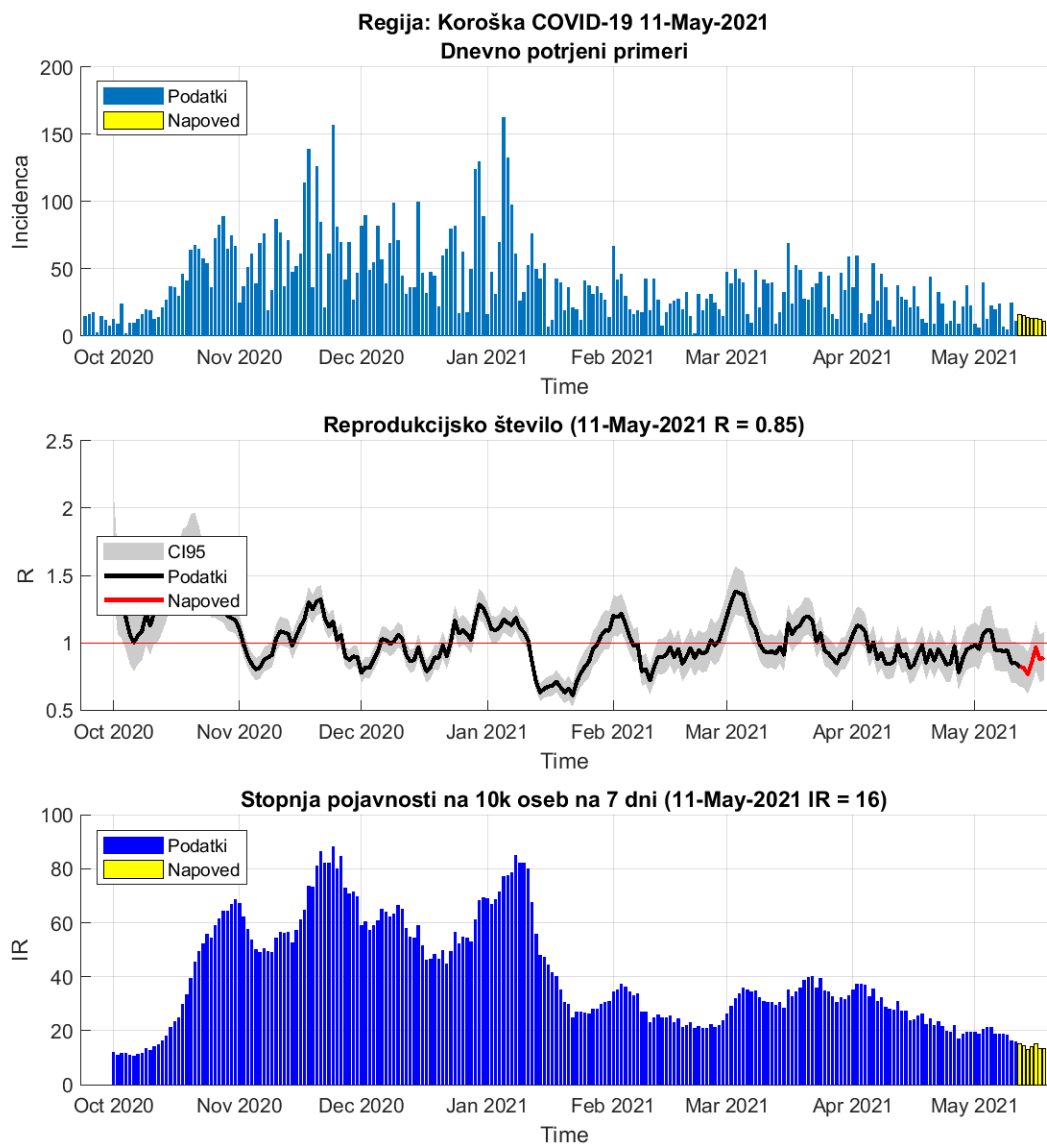 Regija: Koroška COVID-19 11-May-2021
Dnevno potrjeni primeri
200
150
100
50
0
Incidenca
Podatki
Napoved
Oct 2020 Nov 2020 Dec 2020 Jan 2021 Feb 2021 Mar 2021 Apr 2021 May 2021
Time
Reprodukcijsko število (11-May-2021 R = 0.85)
2.5
2
1.5
1
0.5
R
CI95
Podatki
Napoved
Oct 2020 Nov 2020 Dec 2020 Jan 2021 Feb 2021 Mar 2021 Apr 2021 May 2021
Time
Stopnja pojavnosti na 10k oseb na 7 dni (11-May-2021 IR = 16)
100
80
60
40
20
0
IR
Podatki
Napoved
Oct 2020 Nov 2020 Dec 2020 Jan 2021 Feb 2021 Mar 2021 Apr 2021 May 2021
Time